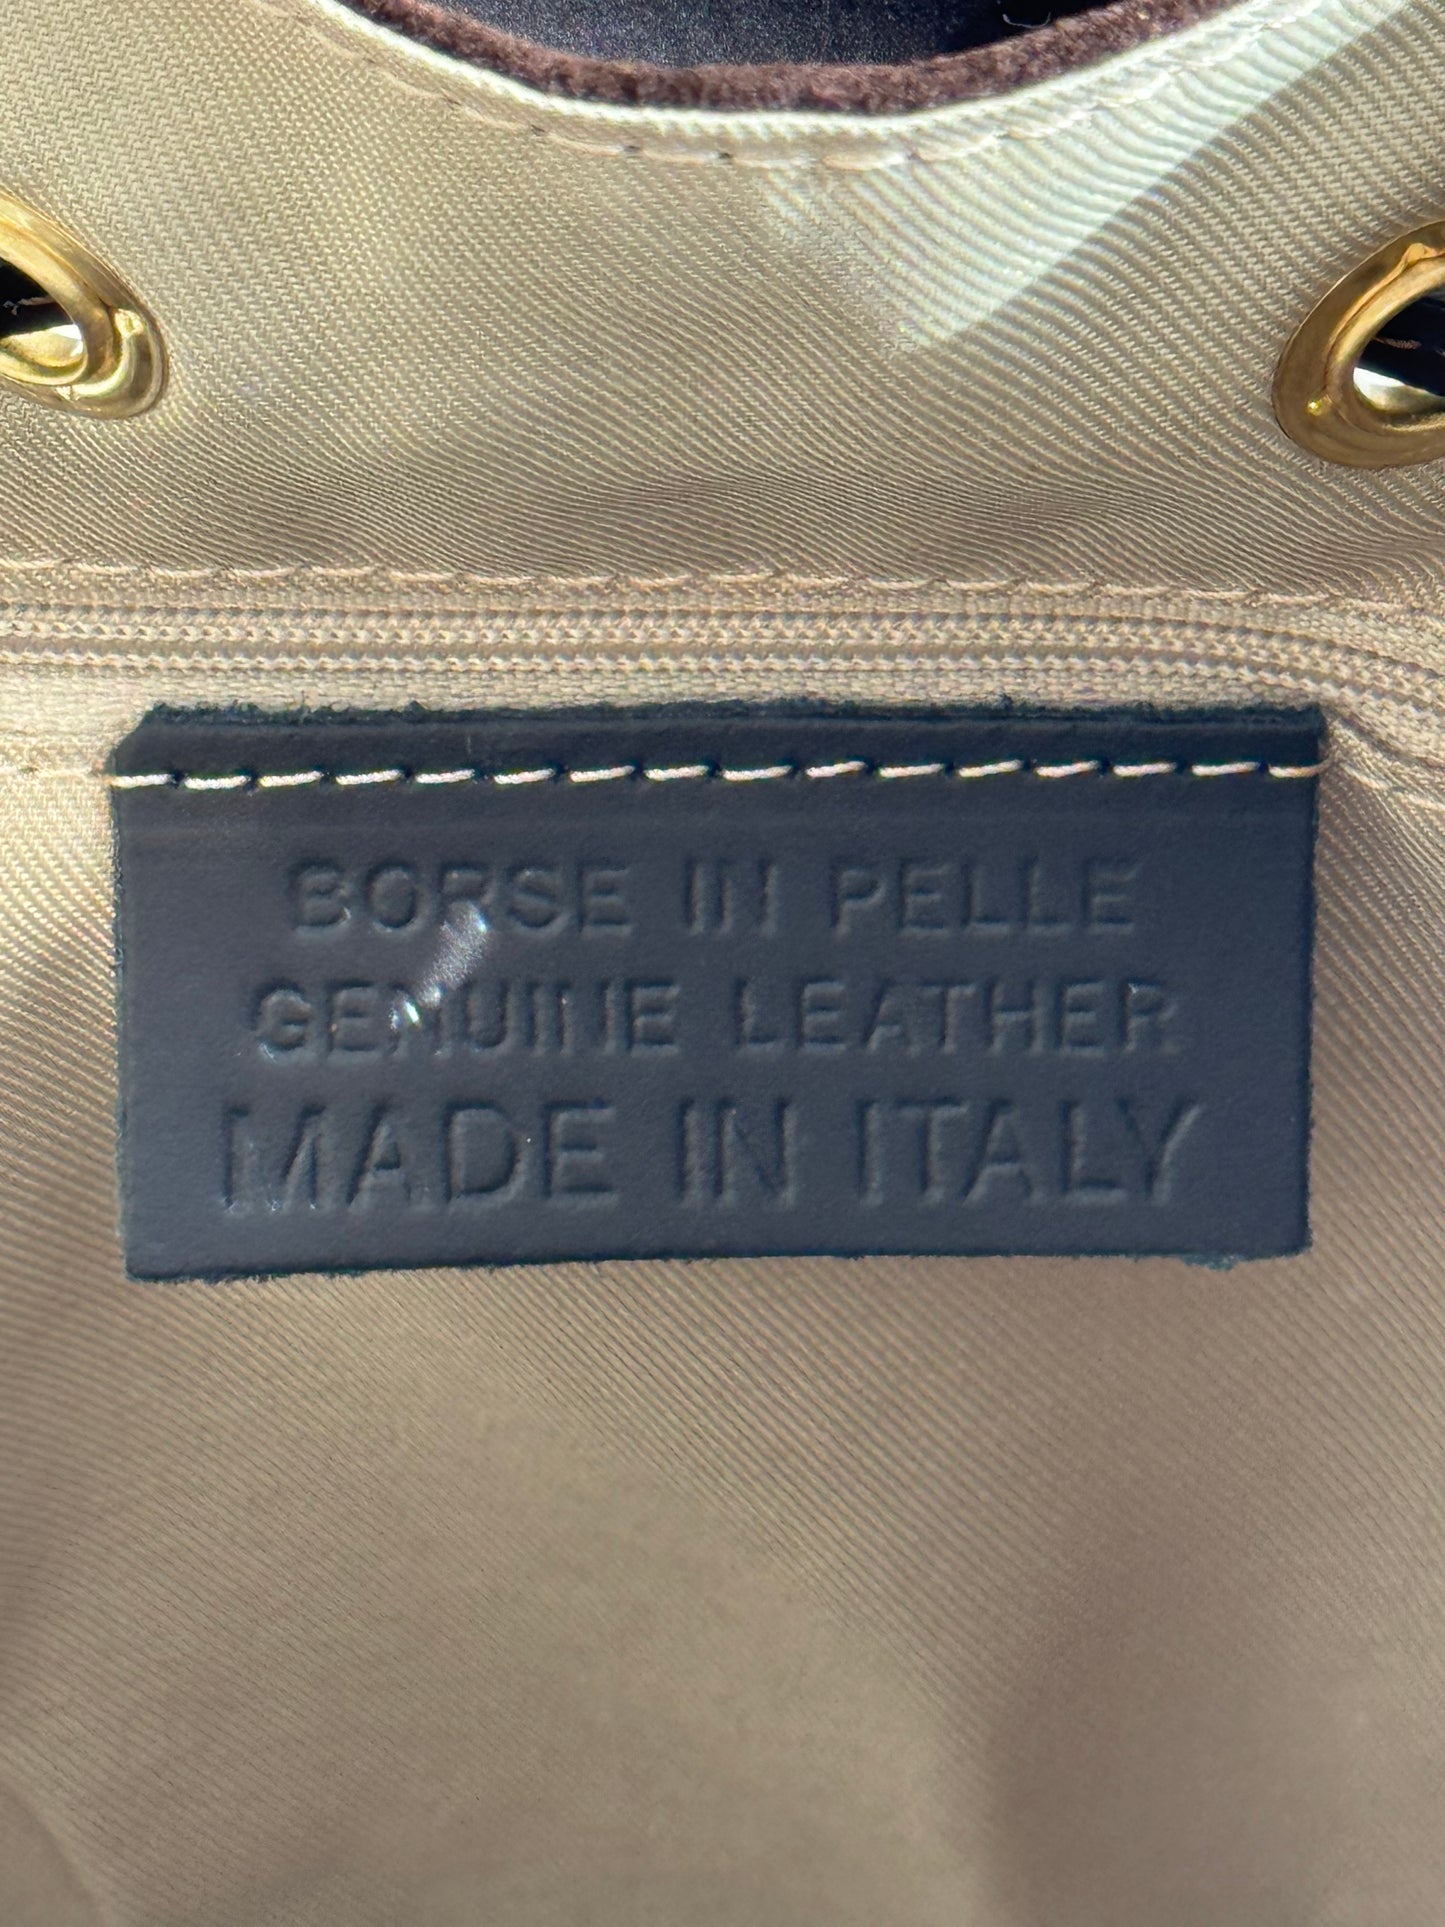 BORSE IN PELLE
GENUINE LEATHER
MADE IN ITALY